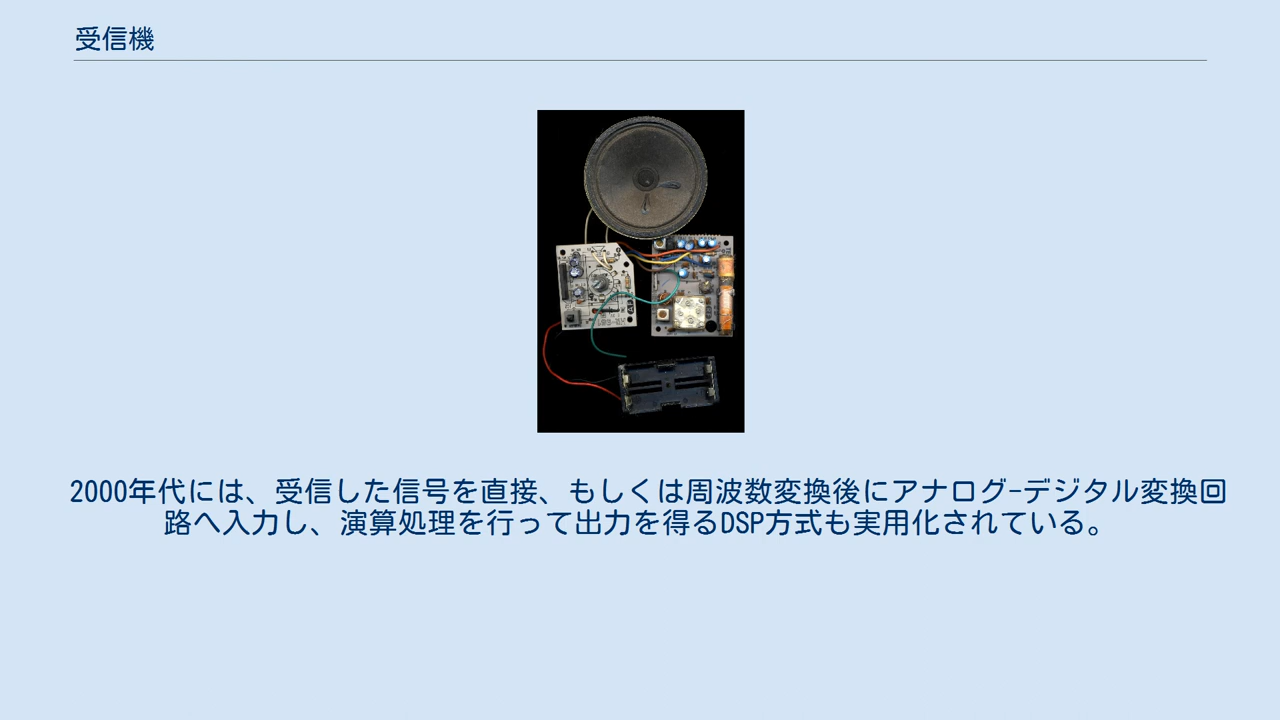 受信機
2000年代には、受信した信号を直接、もしくは周波数変換後にアナログ-デジタル変換回
路へ入力し、演算処理を行って出力を得るDSP方式も実用化されている。